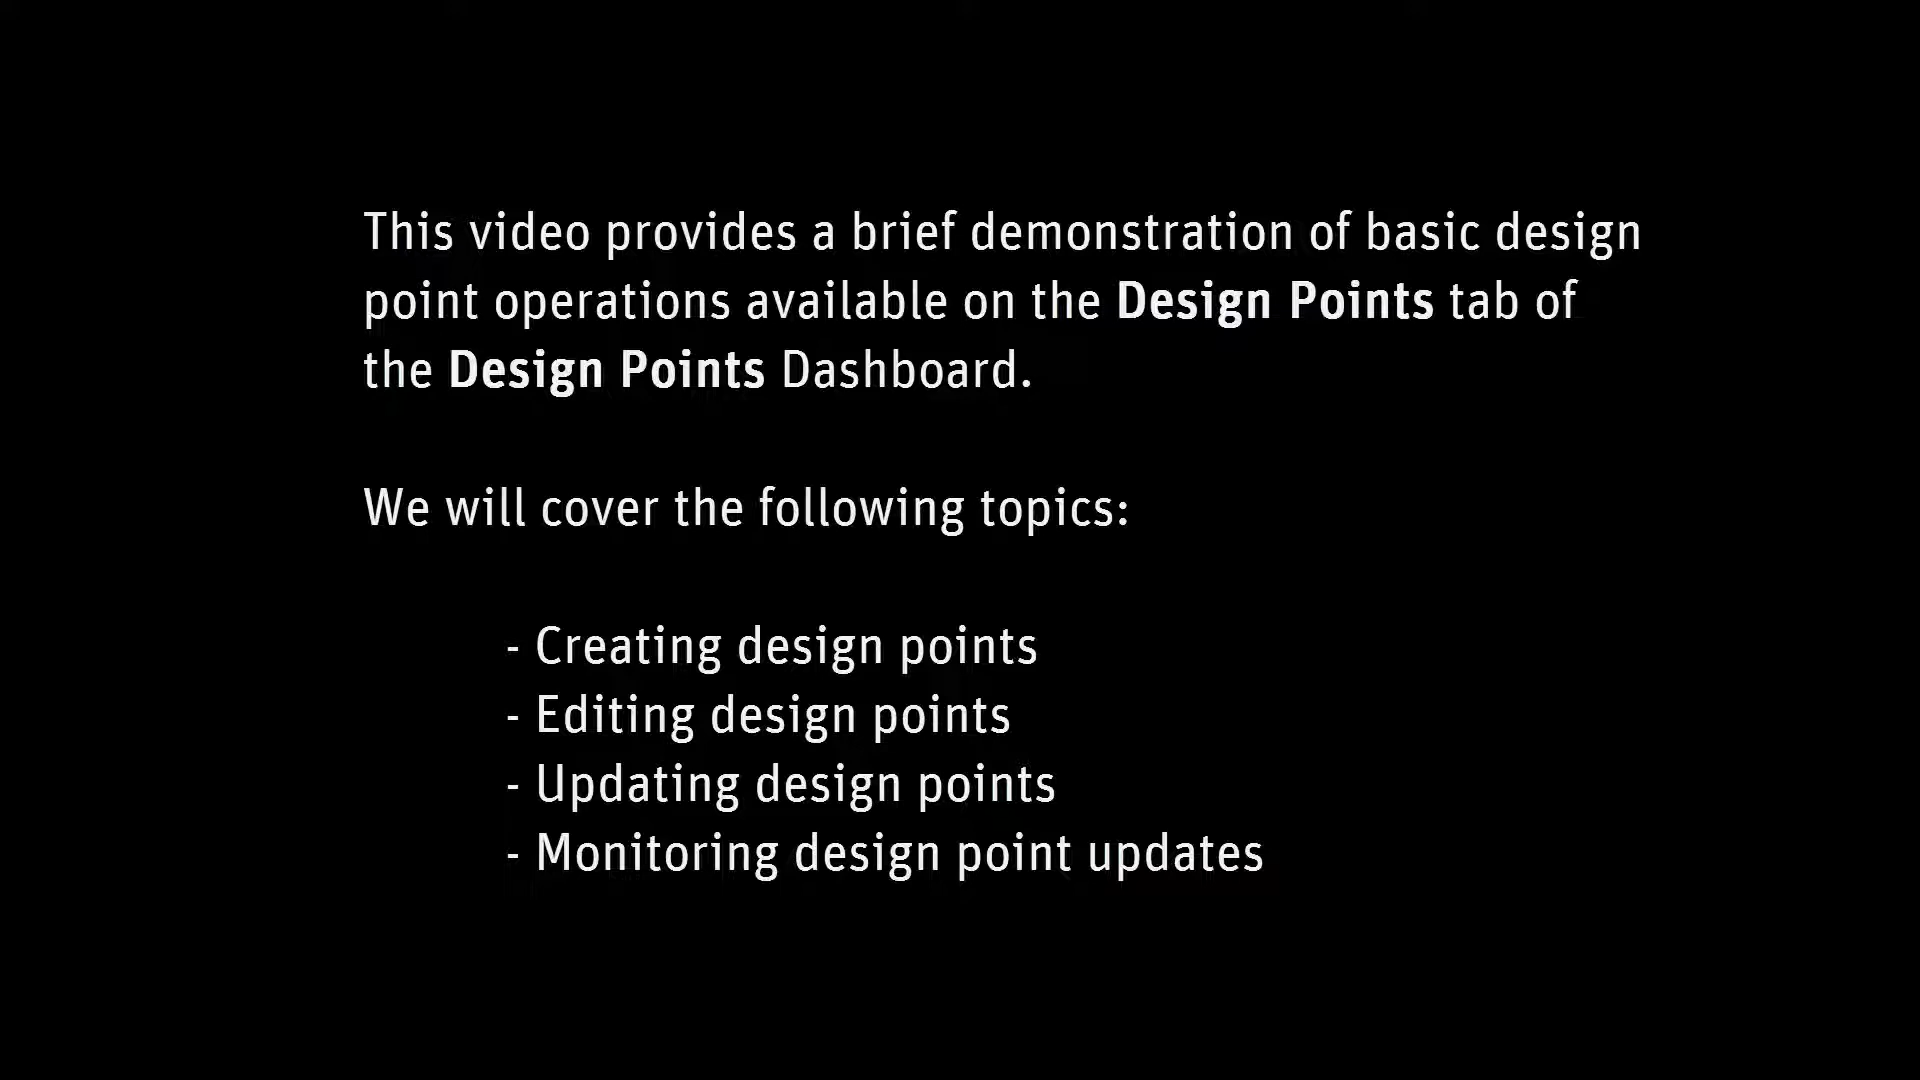 This video provides a brief demonstration of basic design
point operations available on the Design Points tab of
the Design Points Dashboard.
We will cover the following topics:
- Creating design points
- Editing design points
- Updating design points
- Monitoring design point updates